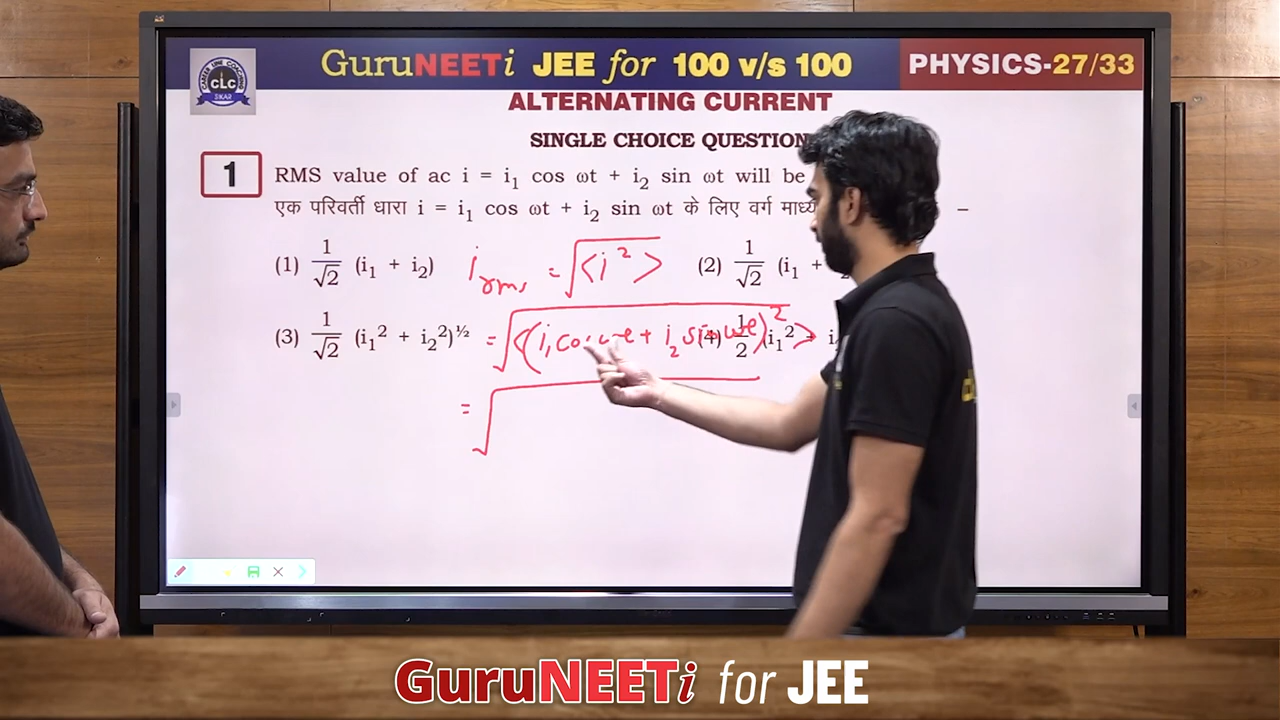 GuruNEETi JEE for 100 v/s 100
PHYSICS-27/33
CLC
SIKAR
ALTERNATING CURRENT
SINGLE CHOICE QUESTION
1
RMS value of ac i = i₁ cos ωt + i₂ sin ωt will be
एक परिवर्ती धारा i = i₁ cos ωt + i₂ sin ωt के लिए वर्ग –
(1) 1/√2 (i₁ + i₂)
i rms = √<i²>
(2) 1/√2 (i₁ +
(3) 1/√2 (i₁² + i₂²)^½
= √<(i₁ cos ωt + i₂ sin ωt)²>
(4) 1/2 (i₁² +
= √
GuruNEETi for JEE